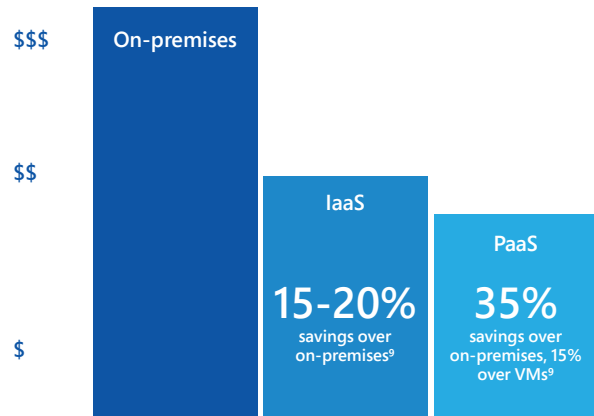 $$$
On-premises
$$
IaaS
PaaS
15-20%
savings over
on-premises⁹
35%
savings over
on-premises, 15%
over VMs⁹
$